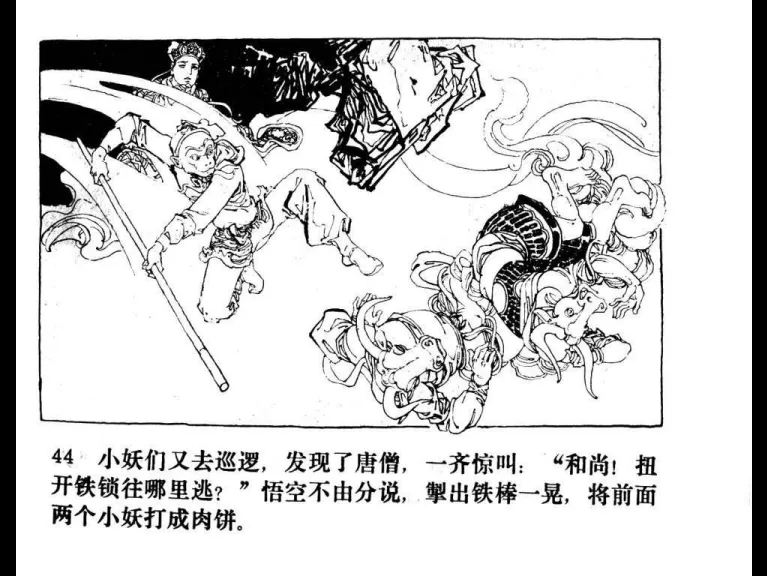 44 小妖们又去巡逻，发现了唐僧，一齐惊叫：“和尚！扭
开铁锁往哪里逃？”悟空不由分说，掣出铁棒一晃，将前面
两个小妖打成肉饼。